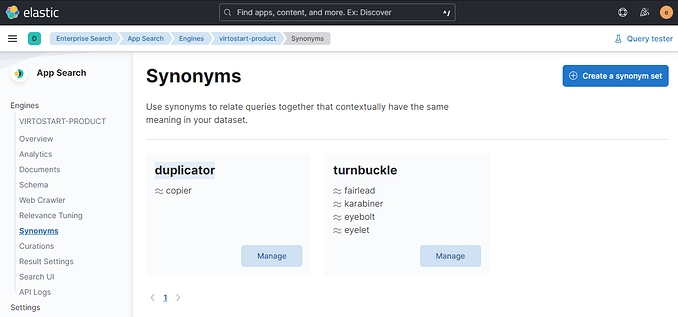 elastic
Find apps, content, and more. Ex: Discover
^/
e
D
Enterprise Search
App Search
Engines
virtostart-product
Synonyms
Query tester
App Search
Engines
VIRTOSTART-PRODUCT
Overview
Analytics
Documents
Schema
Web Crawler
Relevance Tuning
Synonyms
Curations
Result Settings
Search UI
API Logs
Settings
Synonyms
Create a synonym set
Use synonyms to relate queries together that contextually have the same
meaning in your dataset.
duplicator
copier
Manage
turnbuckle
fairlead
karabiner
eyebolt
eyelet
Manage
1